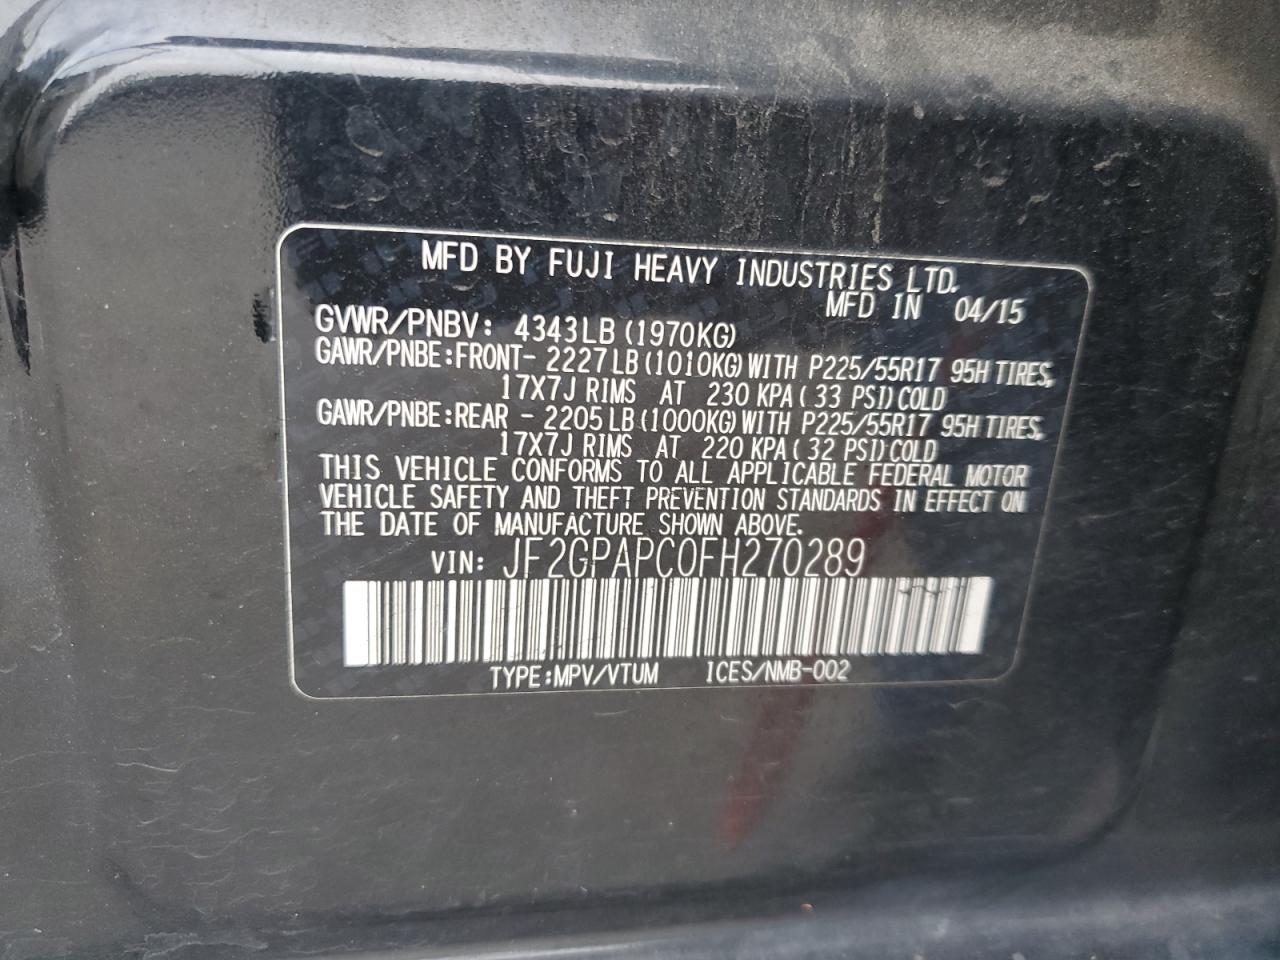 MFD BY FUJI HEAVY INDUSTRIES LTD.
MFD IN 04/15
GVWR/PNBV: 4343LB (1970KG)
GAWR/PNBE:FRONT- 2227LB (1010KG) WITH P225/55R17 95H TIRES,
17X7J RIMS AT 230 KPA (33 PSI) COLD
GAWR/PNBE:REAR - 2205LB (1000KG) WITH P225/55R17 95H TIRES,
17X7J RIMS AT 220 KPA (32 PSI) COLD
THIS VEHICLE CONFORMS TO ALL APPLICABLE FEDERAL MOTOR
VEHICLE SAFETY AND THEFT PREVENTION STANDARDS IN EFFECT ON
THE DATE OF MANUFACTURE SHOWN ABOVE.
VIN: JF2GPAPC0FH270289
TYPE:MPV/VTUM ICES/NMB-002